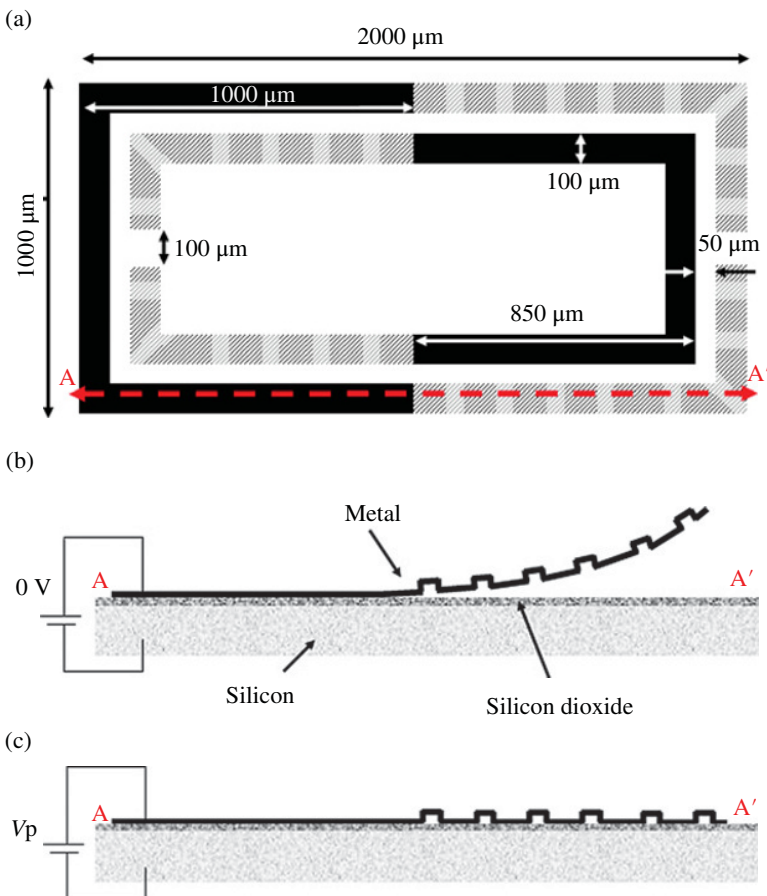 (a)
2000 µm
1000 µm
1000 µm
100 µm
100 µm
50 µm
850 µm
A
A′
(b)
Metal
0 V
A
A′
Silicon
Silicon dioxide
(c)
A
A′
Vp